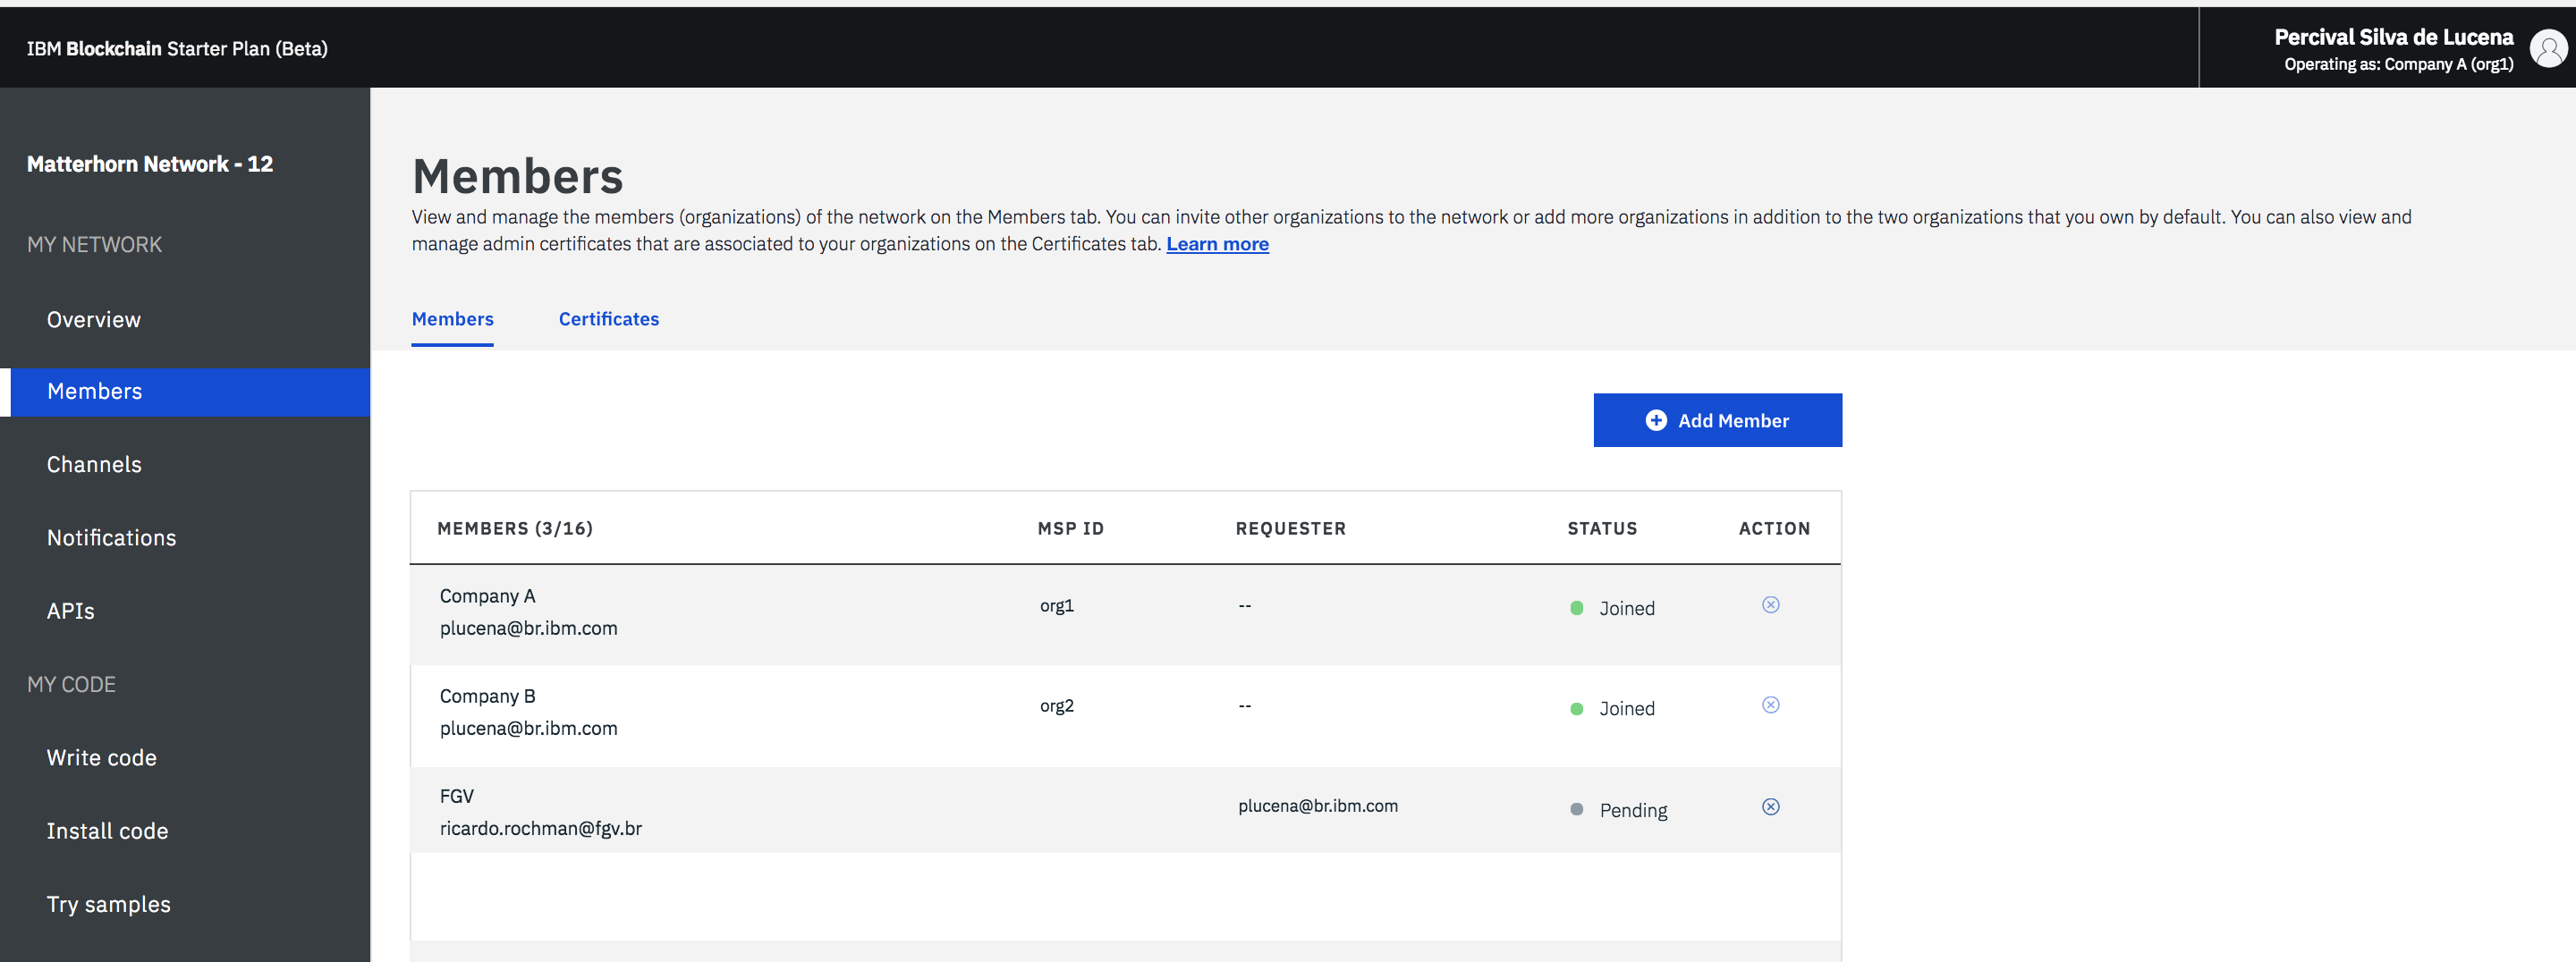 IBM Blockchain Starter Plan (Beta)
Percival Silva de Lucena
Operating as: Company A (org1)
Matterhorn Network - 12
MY NETWORK
Overview
Members
Channels
Notifications
APIs
MY CODE
Write code
Install code
Try samples
Members
View and manage the members (organizations) of the network on the Members tab. You can invite other organizations to the network or add more organizations in addition to the two organizations that you own by default. You can also view and
manage admin certificates that are associated to your organizations on the Certificates tab. Learn more
Members Certificates
Add Member
MEMBERS (3/16) MSP ID REQUESTER STATUS ACTION
Company A
plucena@br.ibm.com
org1 -- Joined
Company B
plucena@br.ibm.com
org2 -- Joined
FGV
ricardo.rochman@fgv.br
plucena@br.ibm.com Pending